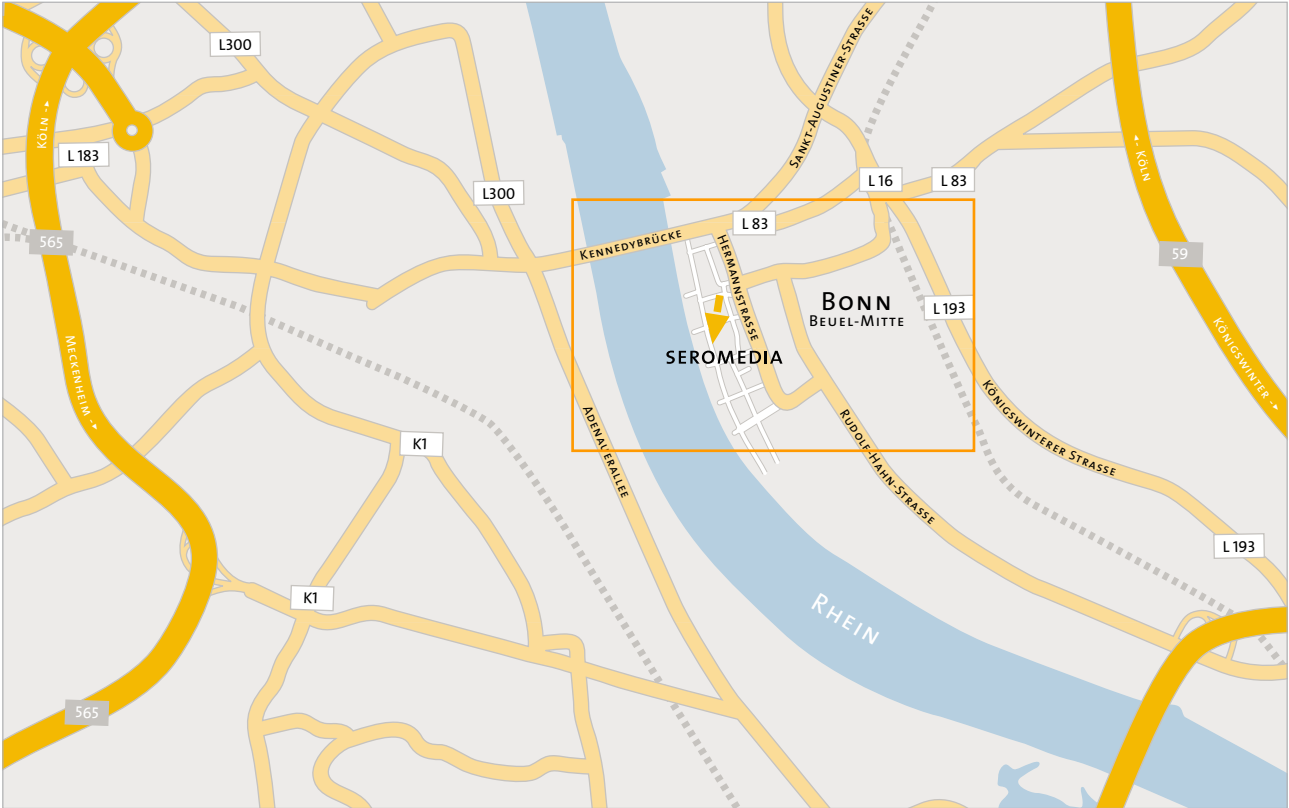 L300
KÖLN
L 183
565
L300
SANKT-AUGUSTINER-STRASSE
L 16
L 83
KÖLN
L 83
KENNEDYBRÜCKE
HERMANNSTRASSE
59
BONN
BEUEL-MITTE
L 193
SEROMEDIA
MECKENHEIM
KÖNIGSWINTER
K1
ADENAUERALLEE
RUDOLF-HAHN-STRASSE
KÖNIGSWINTERER STRASSE
L 193
K1
RHEIN
565